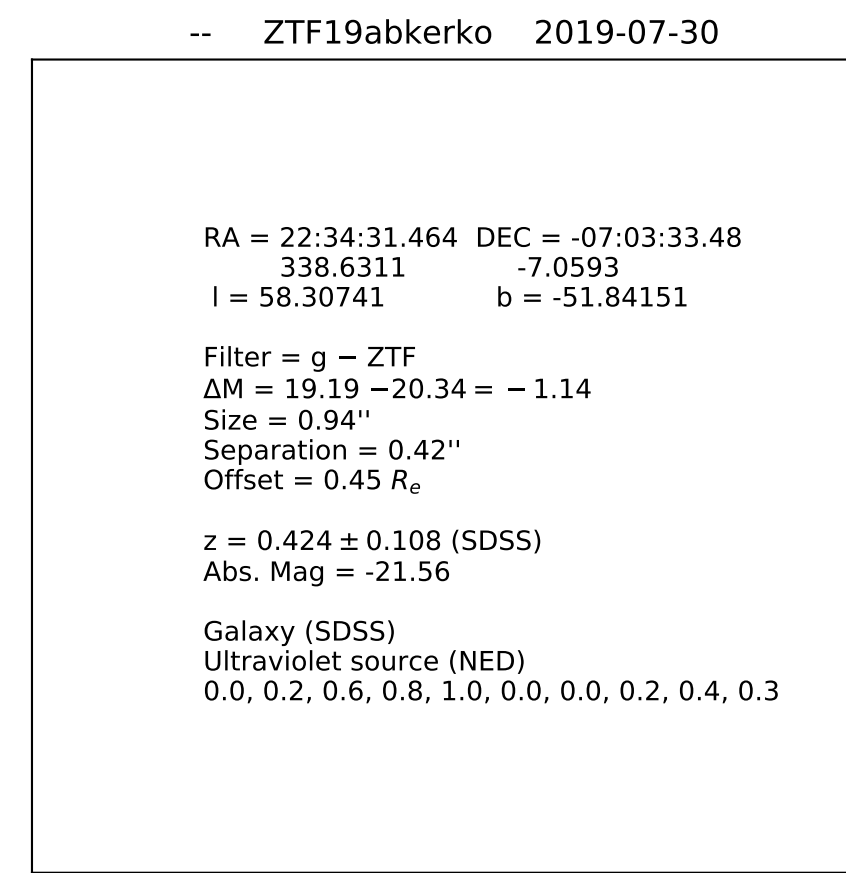 -- ZTF19abkerko 2019-07-30
RA = 22:34:31.464 DEC = -07:03:33.48
338.6311 -7.0593
l = 58.30741 b = -51.84151
Filter = g − ZTF
ΔM = 19.19 −20.34 = − 1.14
Size = 0.94''
Separation = 0.42''
Offset = 0.45 Rₑ
z = 0.424 ± 0.108 (SDSS)
Abs. Mag = -21.56
Galaxy (SDSS)
Ultraviolet source (NED)
0.0, 0.2, 0.6, 0.8, 1.0, 0.0, 0.0, 0.2, 0.4, 0.3